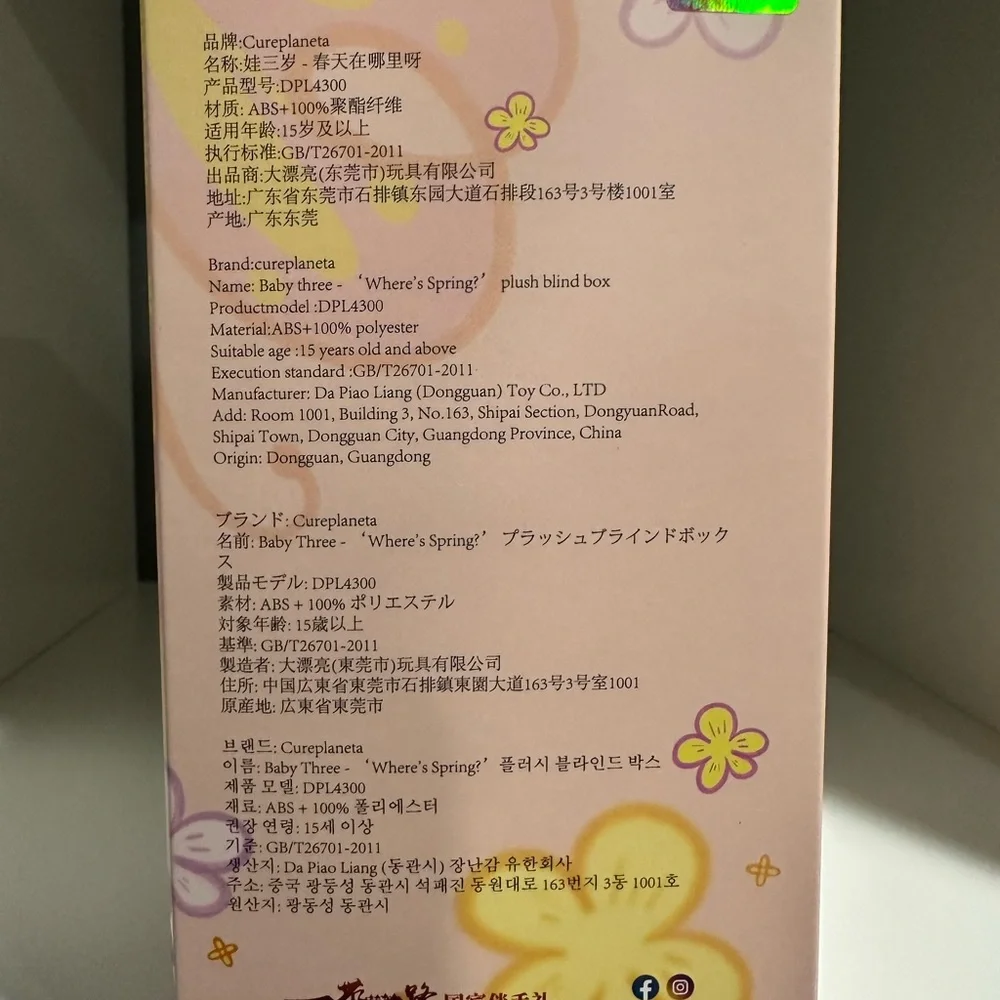 品牌:Cureplaneta
名称:娃三岁 - 春天在哪里呀
产品型号:DPL4300
材质: ABS+100%聚酯纤维
适用年龄:15岁及以上
执行标准:GB/T26701-2011
出品商:大漂亮(东莞市)玩具有限公司
地址:广东省东莞市石排镇东园大道石排段163号3号楼1001室
产地:广东东莞
Brand:cureplaneta
Name: Baby three - ‘Where's Spring?’ plush blind box
Productmodel :DPL4300
Material:ABS+100% polyester
Suitable age :15 years old and above
Execution standard :GB/T26701-2011
Manufacturer: Da Piao Liang (Dongguan) Toy Co., LTD
Add: Room 1001, Building 3, No.163, Shipai Section, DongyuanRoad,
Shipai Town, Dongguan City, Guangdong Province, China
Origin: Dongguan, Guangdong
ブランド: Cureplaneta
名前: Baby Three - ‘Where's Spring?’ プラッシュブラインドボック
ス
製品モデル: DPL4300
素材: ABS + 100% ポリエステル
対象年齢: 15歳以上
基準: GB/T26701-2011
製造者: 大漂亮(東莞市)玩具有限公司
住所: 中国広東省東莞市石排鎮東園大道163号3号室1001
原産地: 広東省東莞市
브랜드: Cureplaneta
이름: Baby Three - ‘Where's Spring?’ 플러시 블라인드 박스
제품 모델: DPL4300
재료: ABS + 100% 폴리에스터
권장 연령: 15세 이상
기준: GB/T26701-2011
생산지: Da Piao Liang (동관시) 장난감 유한회사
주소: 중국 광둥성 동관시 석패진 동원대로 163번지 3동 1001호
원산지: 광동성 동관시